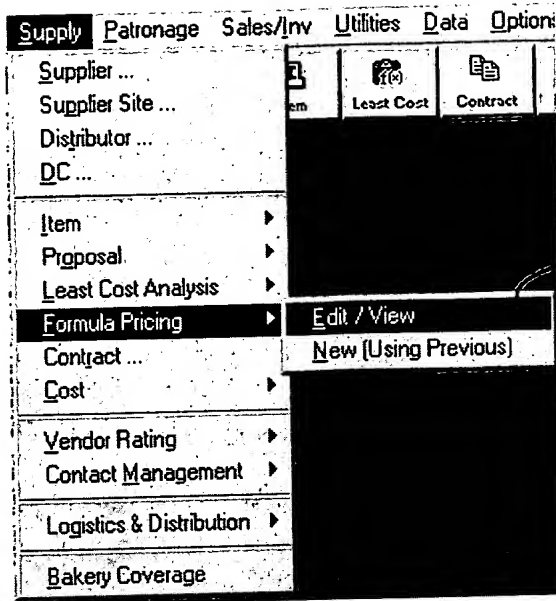 Supply Patronage Sales/Inv Utilities Data Options
Supplier ...
Supplier Site ...
Distributor ...
DC ...
Least Cost
Contract
Item
Proposal
Least Cost Analysis
Formula Pricing
Edit / View
New (Using Previous)
Contract ...
Cost
Vendor Rating
Contact Management
Logistics & Distribution
Bakery Coverage